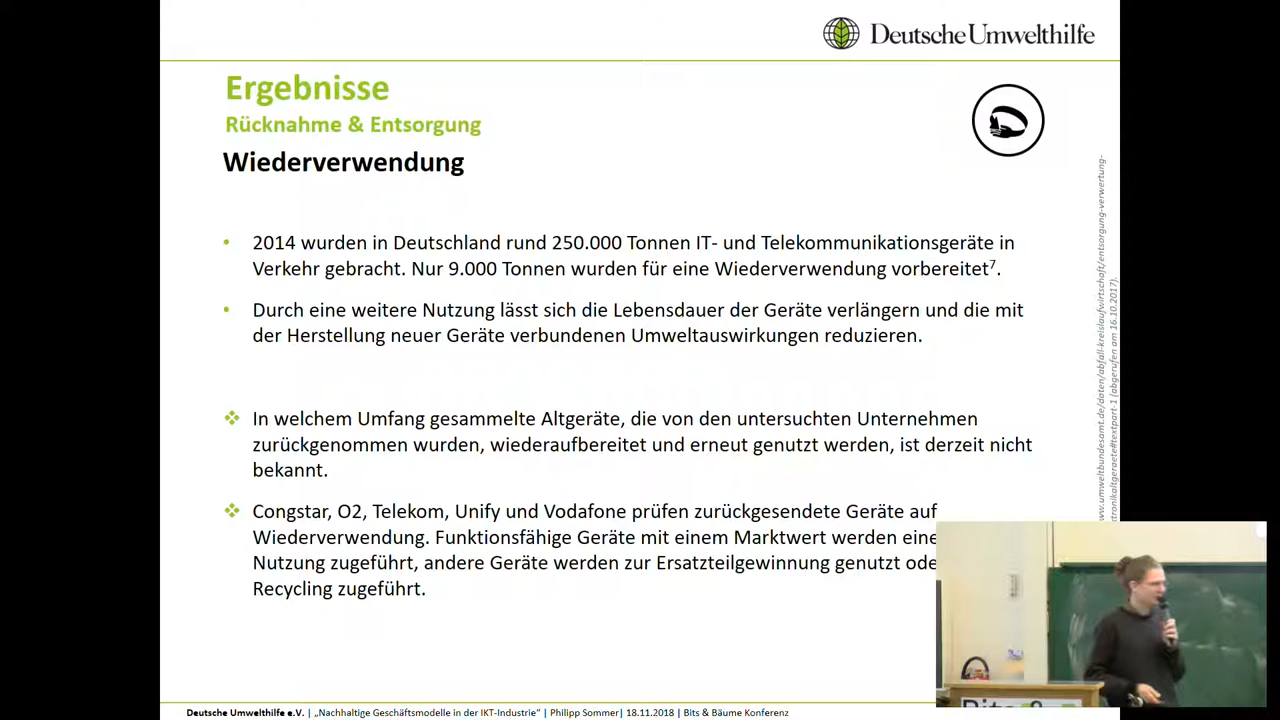 Deutsche Umwelthilfe
Ergebnisse
Rücknahme & Entsorgung
Wiederverwendung
• 2014 wurden in Deutschland rund 250.000 Tonnen IT- und Telekommunikationsgeräte in
Verkehr gebracht. Nur 9.000 Tonnen wurden für eine Wiederverwendung vorbereitet⁷.
• Durch eine weitere Nutzung lässt sich die Lebensdauer der Geräte verlängern und die mit
der Herstellung neuer Geräte verbundenen Umweltauswirkungen reduzieren.
❖ In welchem Umfang gesammelte Altgeräte, die von den untersuchten Unternehmen
zurückgenommen wurden, wiederaufbereitet und erneut genutzt werden, ist derzeit nicht
bekannt.
❖ Congstar, O2, Telekom, Unify und Vodafone prüfen zurückgesendete Geräte auf
Wiederverwendung. Funktionsfähige Geräte mit einem Marktwert werden eine
Nutzung zugeführt, andere Geräte werden zur Ersatzteilgewinnung genutzt ode
Recycling zugeführt.
www.umweltbundesamt.de/daten/abfall-kreislaufwirtschaft/entsorgung-verwertung-
ktronikaltgeraete#textpart-1 (abgerufen am 16.10.2017).
Deutsche Umwelthilfe e.V. | „Nachhaltige Geschäftsmodelle in der IKT-Industrie“ | Philipp Sommer| 18.11.2018 | Bits & Bäume Konferenz